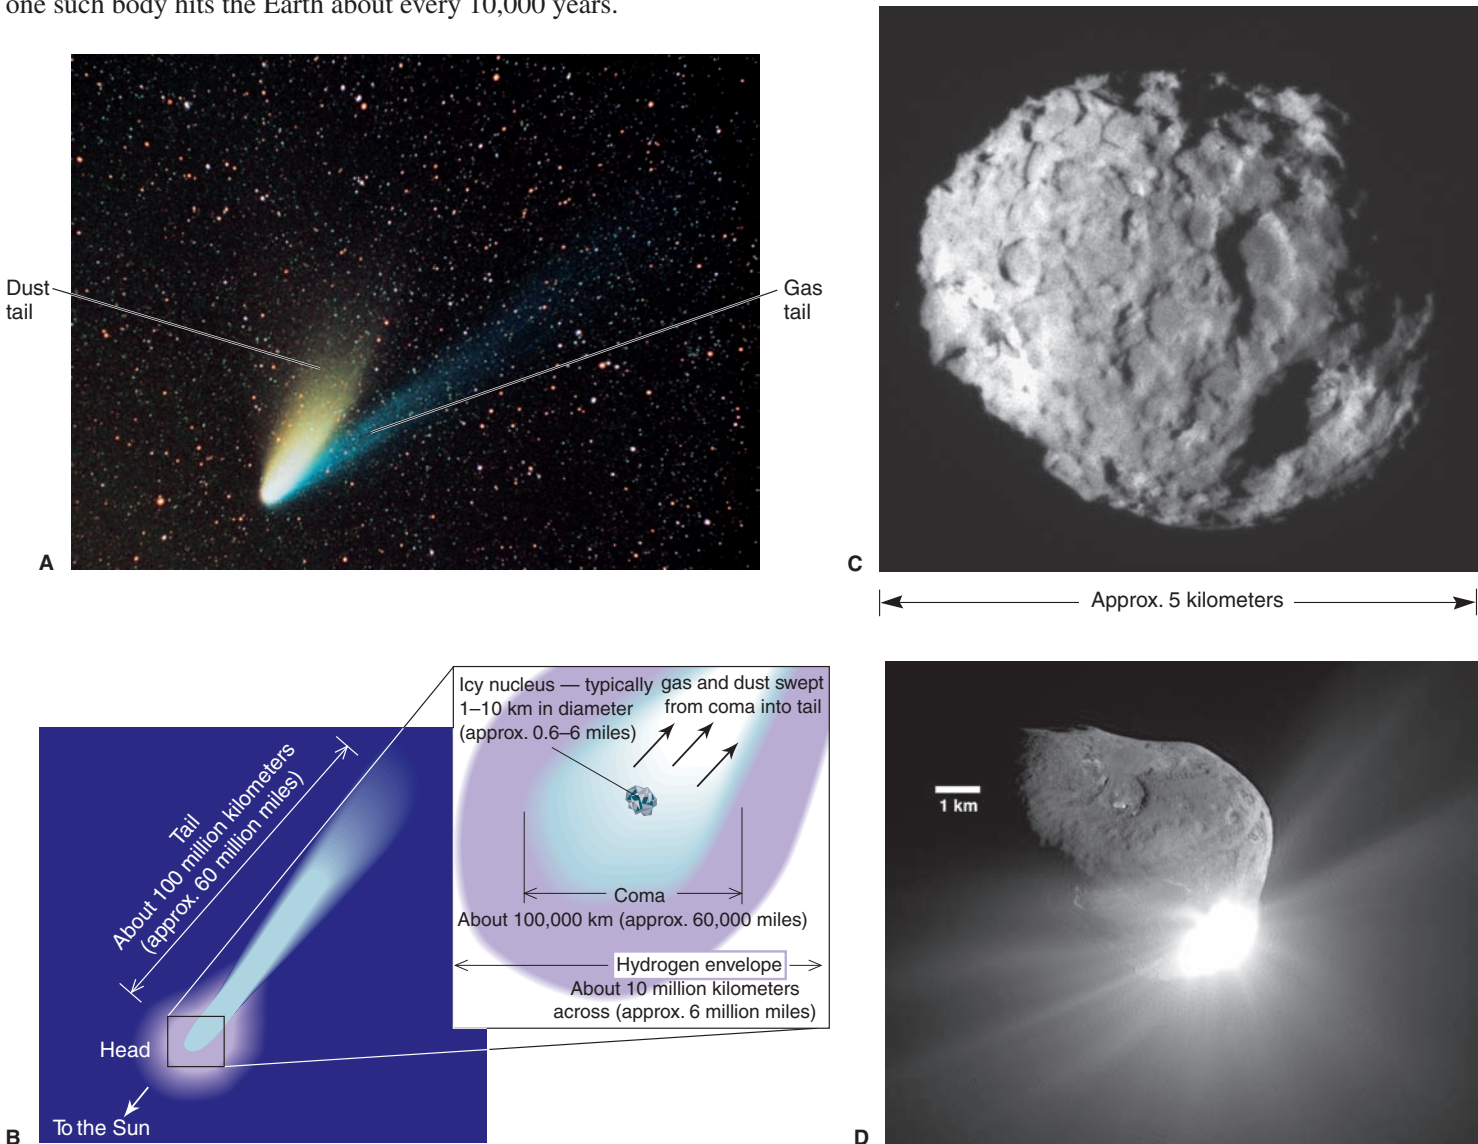 one such body hits the Earth about every 10,000 years.
Dust
tail
Gas
tail
A
C
Approx. 5 kilometers
Tail
About 100 million kilometers
(approx. 60 million miles)
Head
To the Sun
Icy nucleus — typically
1–10 km in diameter
(approx. 0.6–6 miles)
gas and dust swept
from coma into tail
Coma
About 100,000 km (approx. 60,000 miles)
Hydrogen envelope
About 10 million kilometers
across (approx. 6 million miles)
B
1 km
D